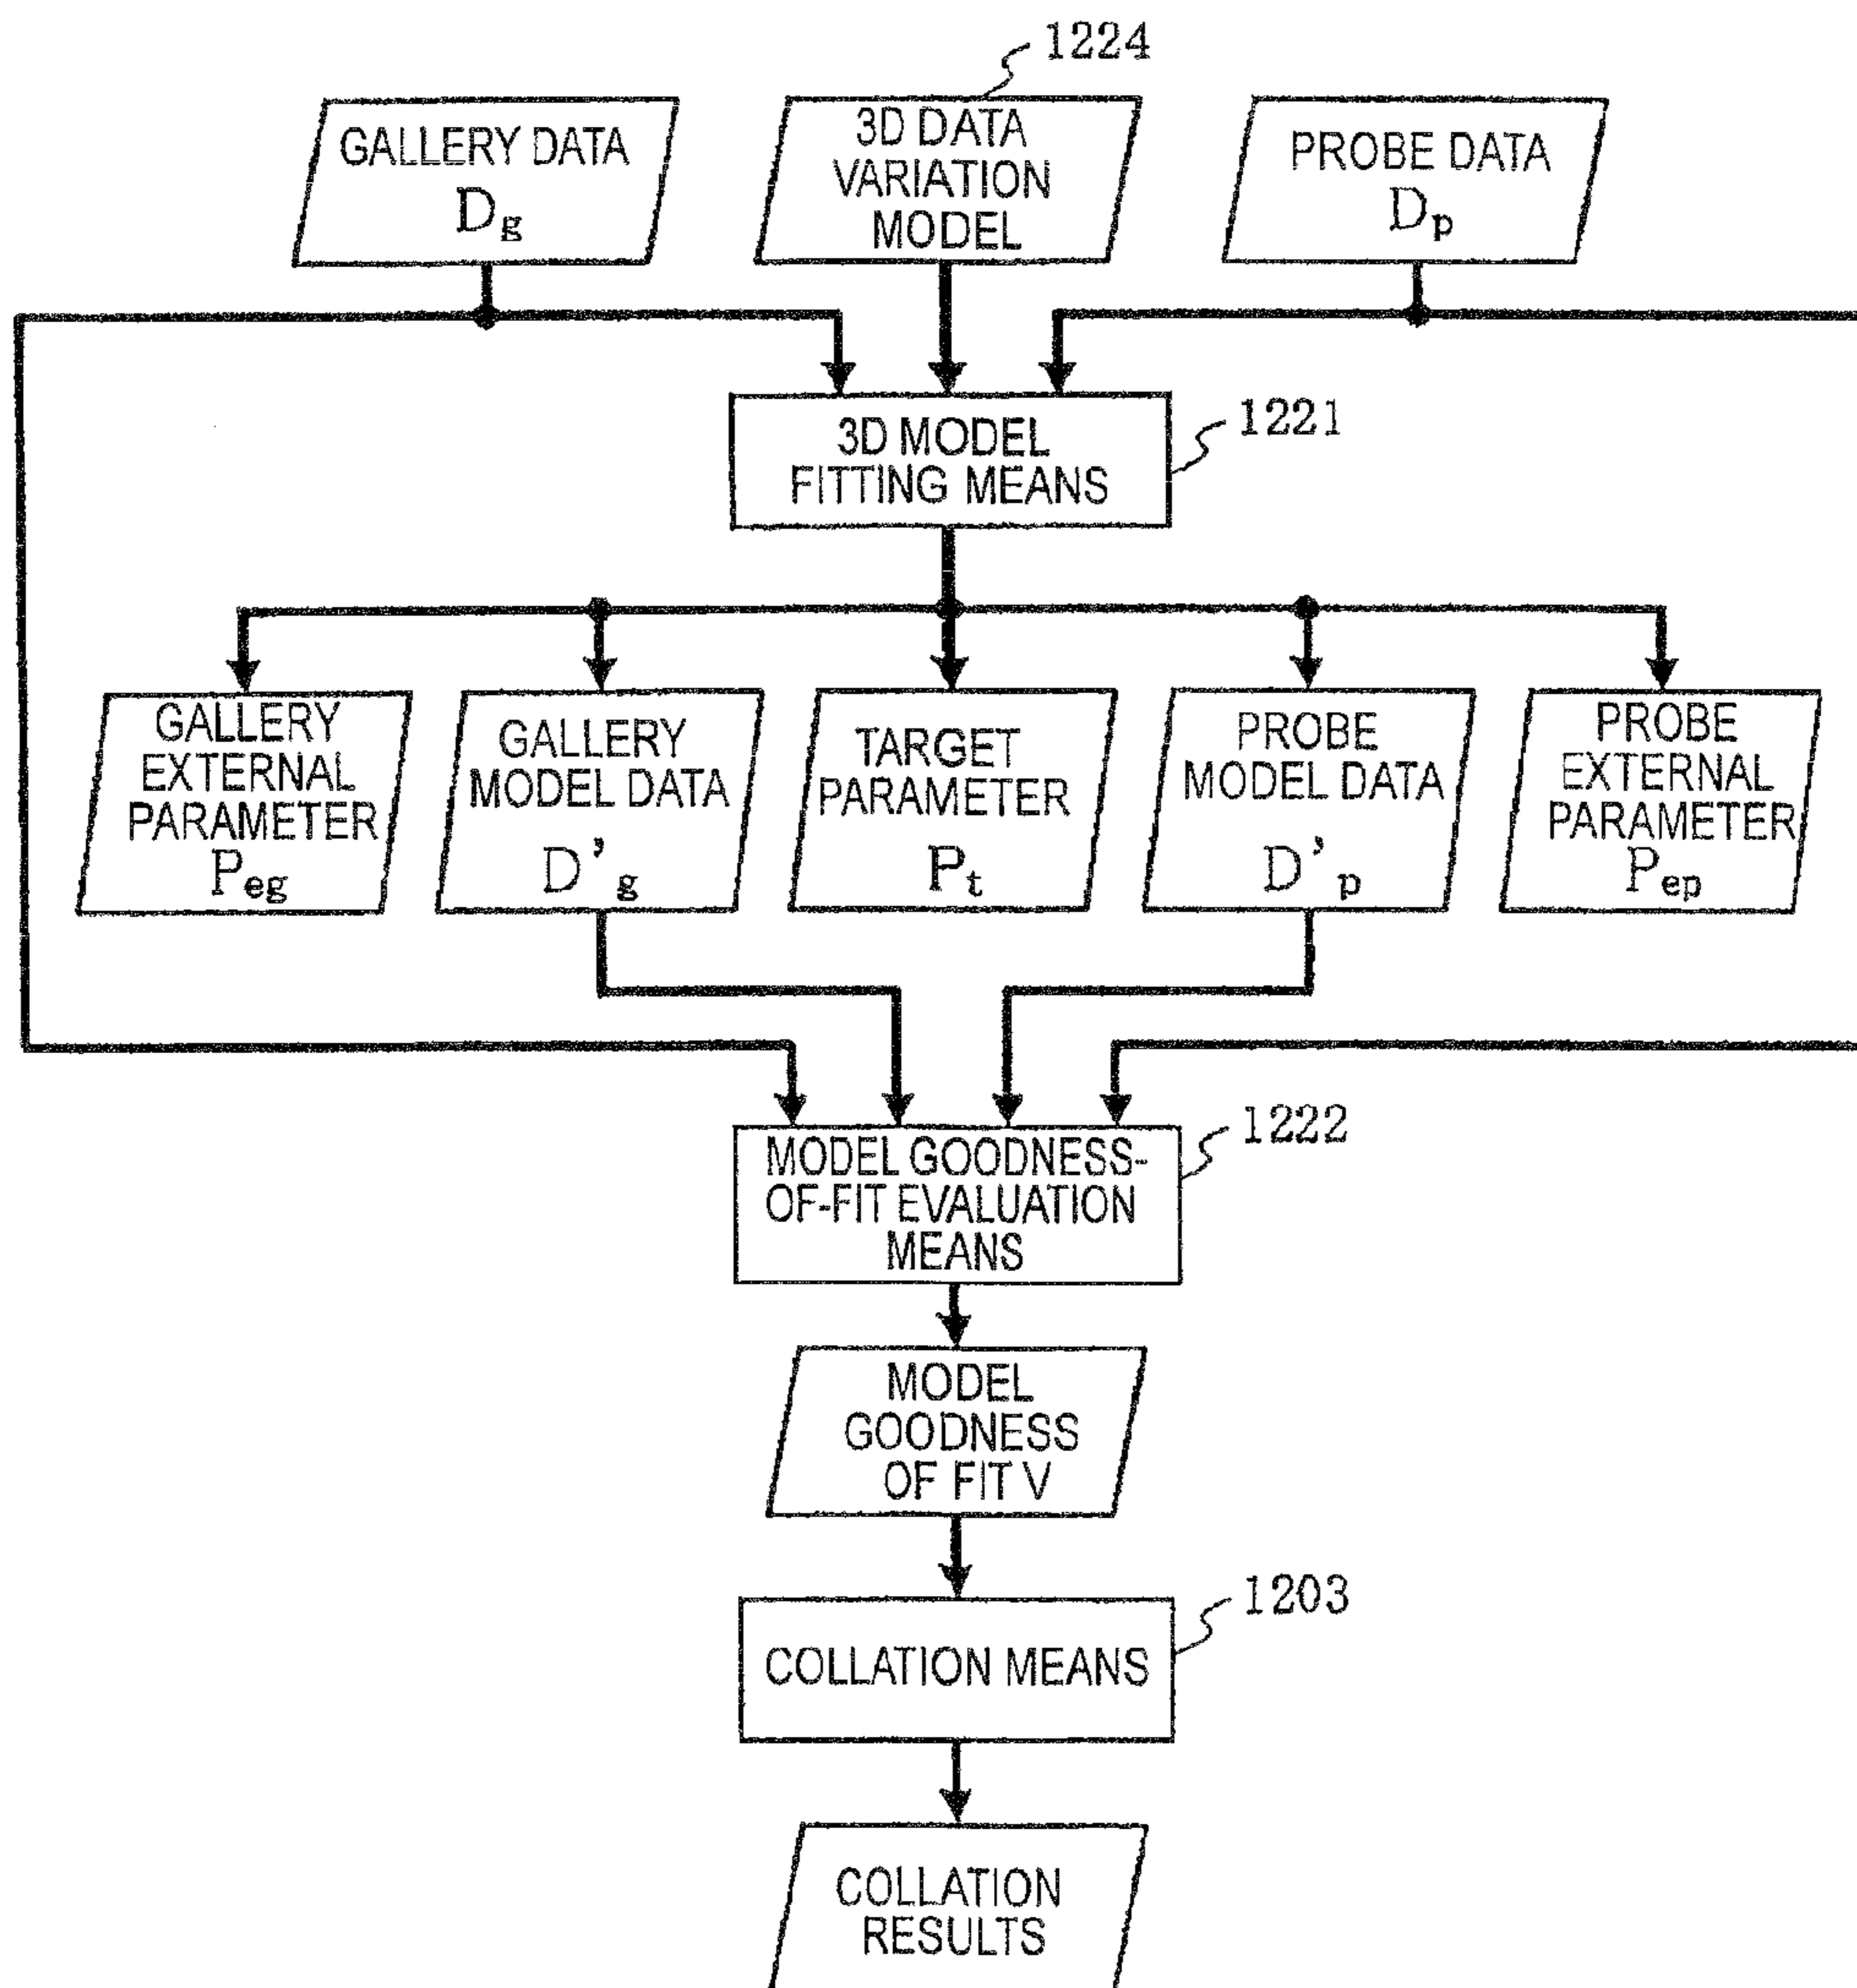 1224
GALLERY DATA
Dg
3D DATA
VARIATION
MODEL
PROBE DATA
Dp
3D MODEL
FITTING MEANS
1221
GALLERY
EXTERNAL
PARAMETER
Peg
GALLERY
MODEL DATA
D'g
TARGET
PARAMETER
Pt
PROBE
MODEL DATA
D'p
PROBE
EXTERNAL
PARAMETER
Pep
MODEL GOODNESS-
OF-FIT EVALUATION
MEANS
1222
MODEL
GOODNESS
OF FIT V
COLLATION MEANS
1203
COLLATION
RESULTS